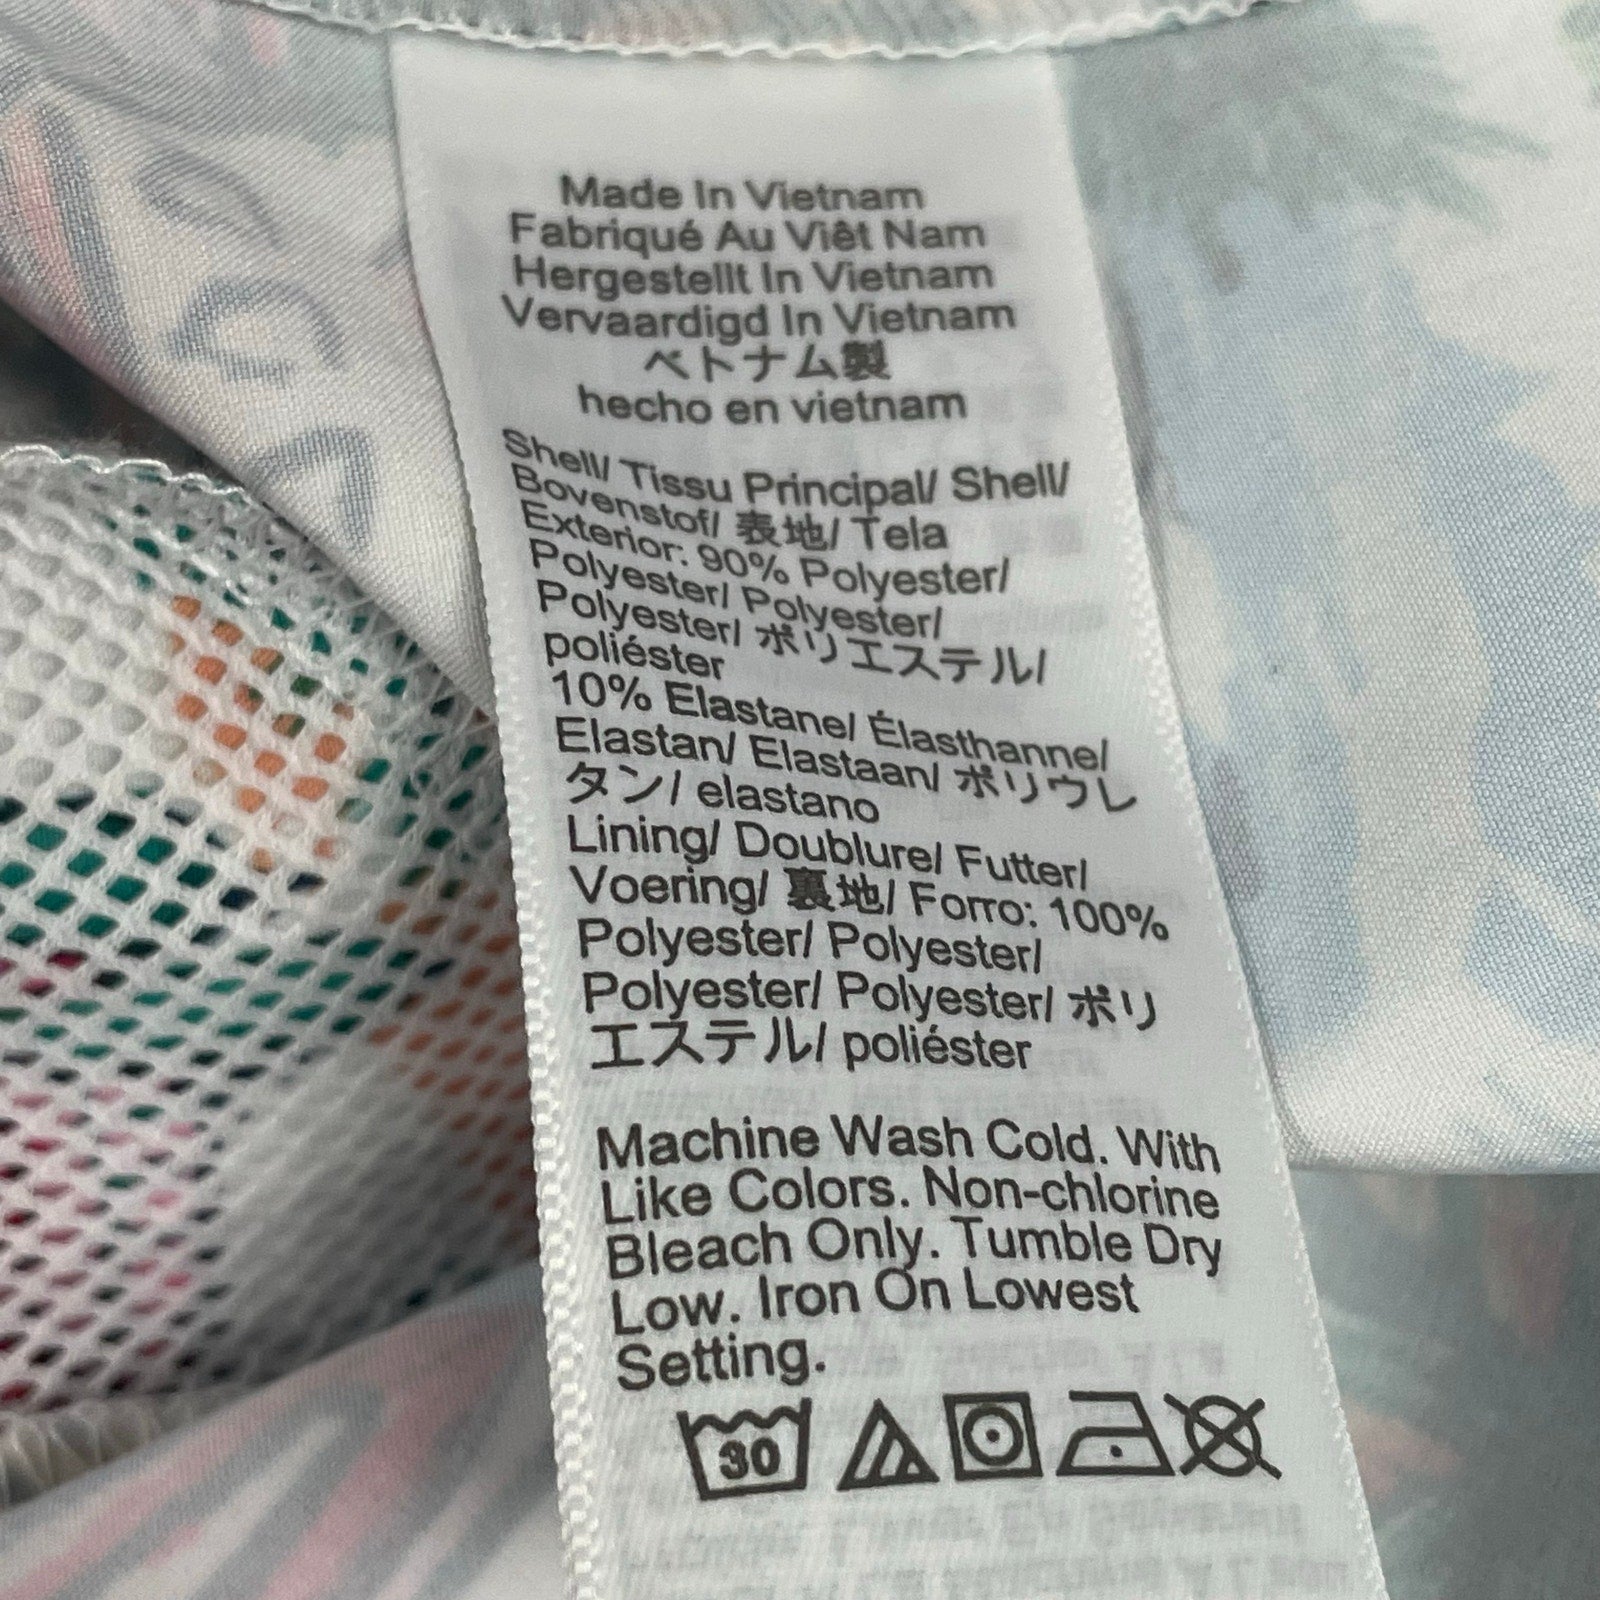 Made In Vietnam
Fabriqué Au Viêt Nam
Hergestellt In Vietnam
Vervaardigd In Vietnam
ベトナム製
hecho en vietnam
Shell/ Tissu Principal/ Shell/
Bovenstof/ 表地/ Tela
Exterior: 90% Polyester/
Polyester/ Polyester/
Polyester/ ポリエステル/
poliéster
10% Elastane/ Élasthanne/
Elastan/ Elastaan/ ポリウレ
タン/ elastano
Lining/ Doublure/ Futter/
Voering/ 裏地/ Forro: 100%
Polyester/ Polyester/
Polyester/ Polyester/ ポリ
エステル/ poliéster
Machine Wash Cold. With
Like Colors. Non-chlorine
Bleach Only. Tumble Dry
Low. Iron On Lowest
Setting.
30